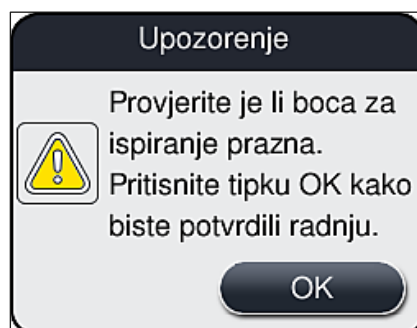 Upozorenje
Provjerite je li boca za
ispiranje prazna.
Pritisnite tipku OK kako
biste potvrdili radnju.
OK